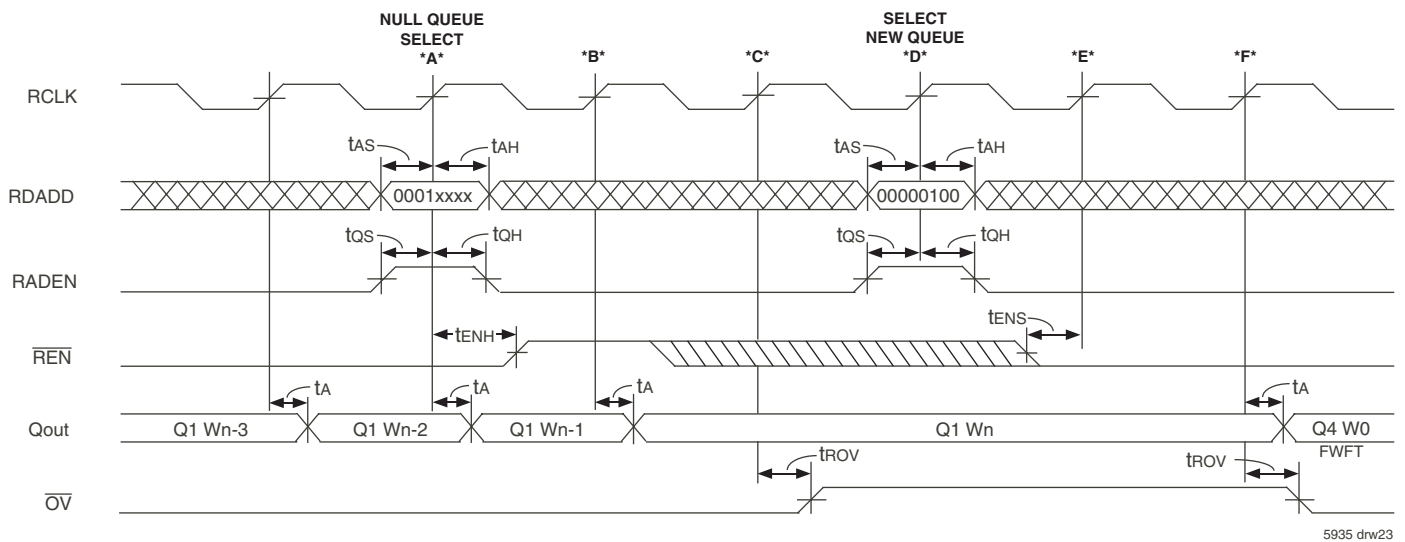 NULL QUEUE
SELECT
*A*
*B*
*C*
SELECT
NEW QUEUE
*D*
*E*
*F*
RCLK
tAS
tAH
tAS
tAH
RDADD
0001xxxx
00000100
tQS
tQH
tQS
tQH
RADEN
tENH
tENS
REN
tA
tA
tA
tA
Qout
Q1 Wn-3
Q1 Wn-2
Q1 Wn-1
Q1 Wn
Q4 W0
FWFT
tROV
tROV
OV
5935 drw23